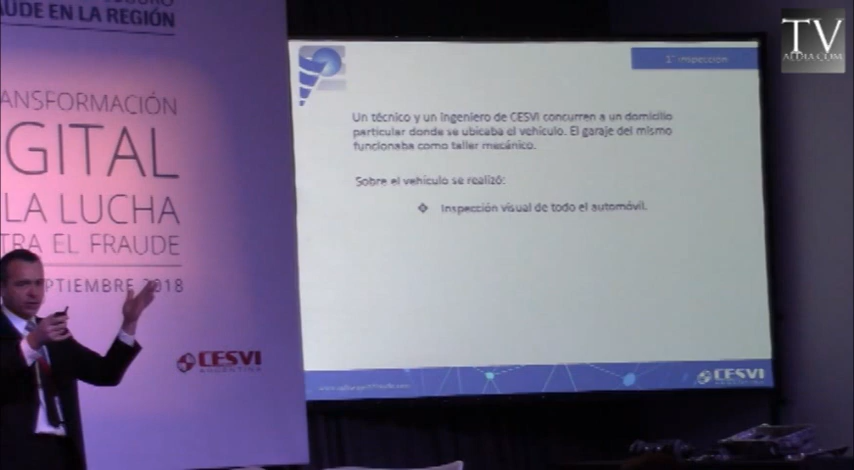 AUDE EN LA REGIÓN
ANSFORMACIÓN
GITAL
LA LUCHA
TRA EL FRAUDE
PTIEMBRE 2018
CESVI
ARGENTINA
1° Inspección
Un técnico y un Ingeniero de CESVI concurren a un domicilio
particular donde se ubicaba el vehículo. El garaje del mismo
funcionaba como taller mecánico.
Sobre el vehículo se realizó:
❖ Inspección visual de todo el automóvil.
CESVI
TV
ALDIA.COM